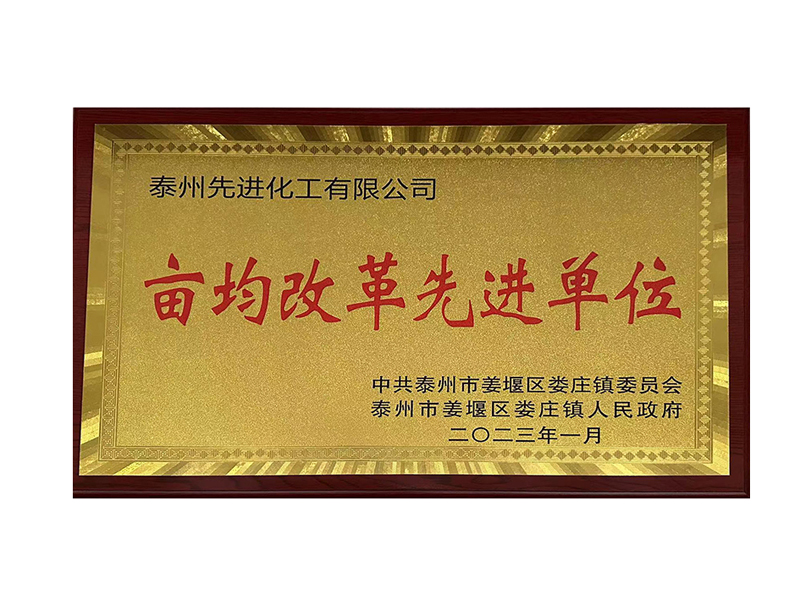 泰州先进化工有限公司
亩均改革先进单位
中共泰州市姜堰区娄庄镇委员会
泰州市姜堰区娄庄镇人民政府
二〇二三年一月